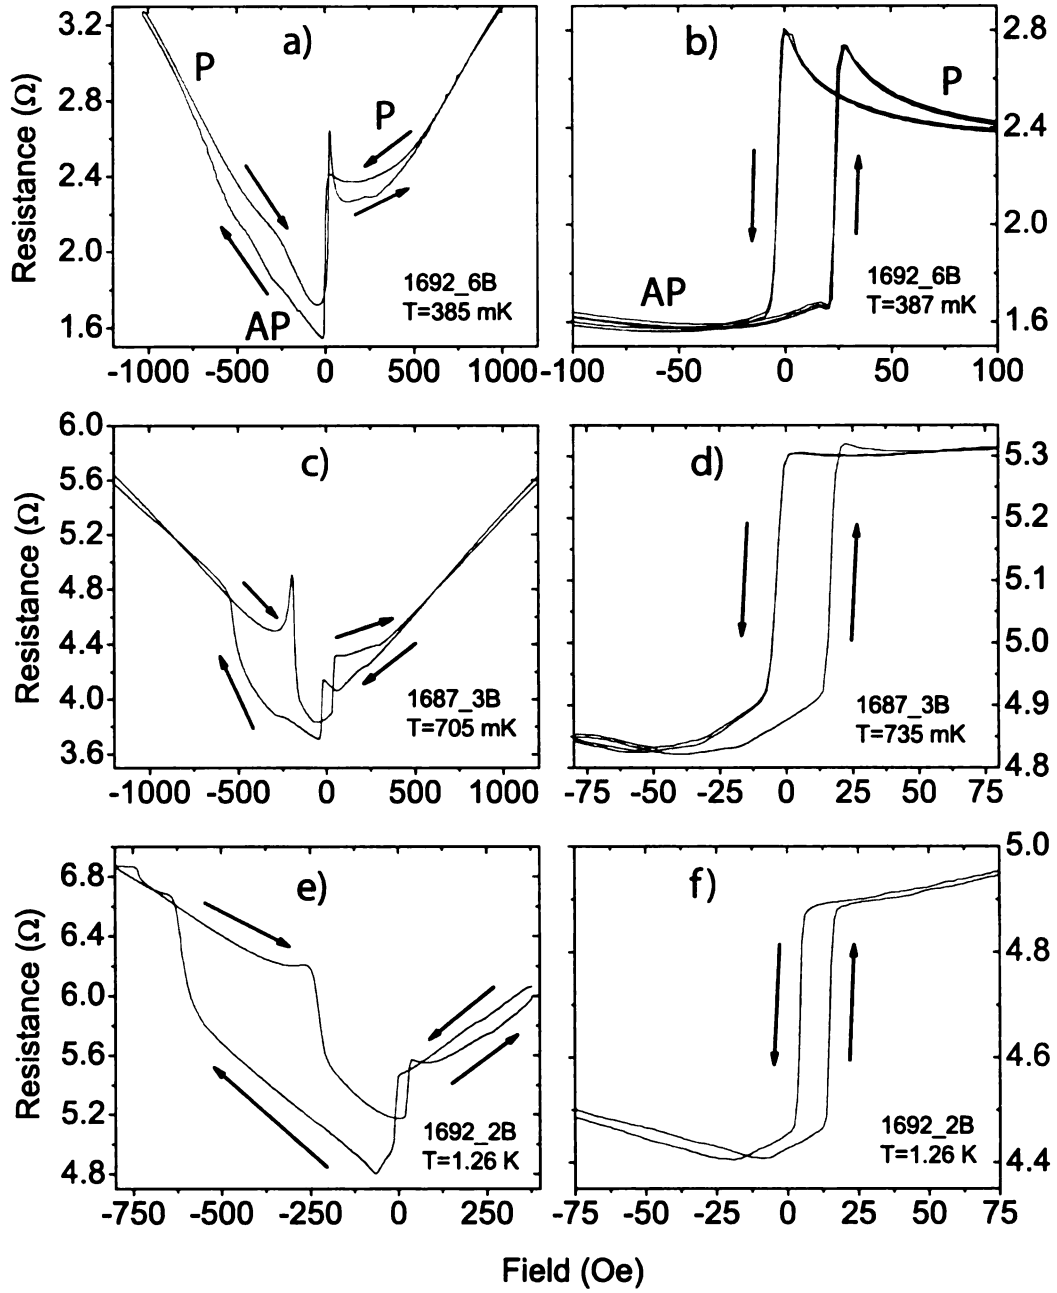 a)
3.2
2.8
2.4
2.0
1.6
Resistance (Ω)
P
P
AP
1692_6B
T=385 mK
-1000 -500 0 500
b)
P
AP
1692_6B
T=387 mK
2.8
2.4
2.0
1.6
-100 -50 0 50 100
c)
6.0
5.6
5.2
4.8
4.4
4.0
3.6
Resistance (Ω)
1687_3B
T=705 mK
-1000 -500 0 500 1000
d)
5.3
5.2
5.1
5.0
4.9
4.8
1687_3B
T=735 mK
-75 -50 -25 0 25 50 75
e)
6.8
6.4
6.0
5.6
5.2
4.8
Resistance (Ω)
1692_2B
T=1.26 K
-750 -500 -250 0 250
f)
5.0
4.8
4.6
4.4
1692_2B
T=1.26 K
-75 -50 -25 0 25 50 75
Field (Oe)